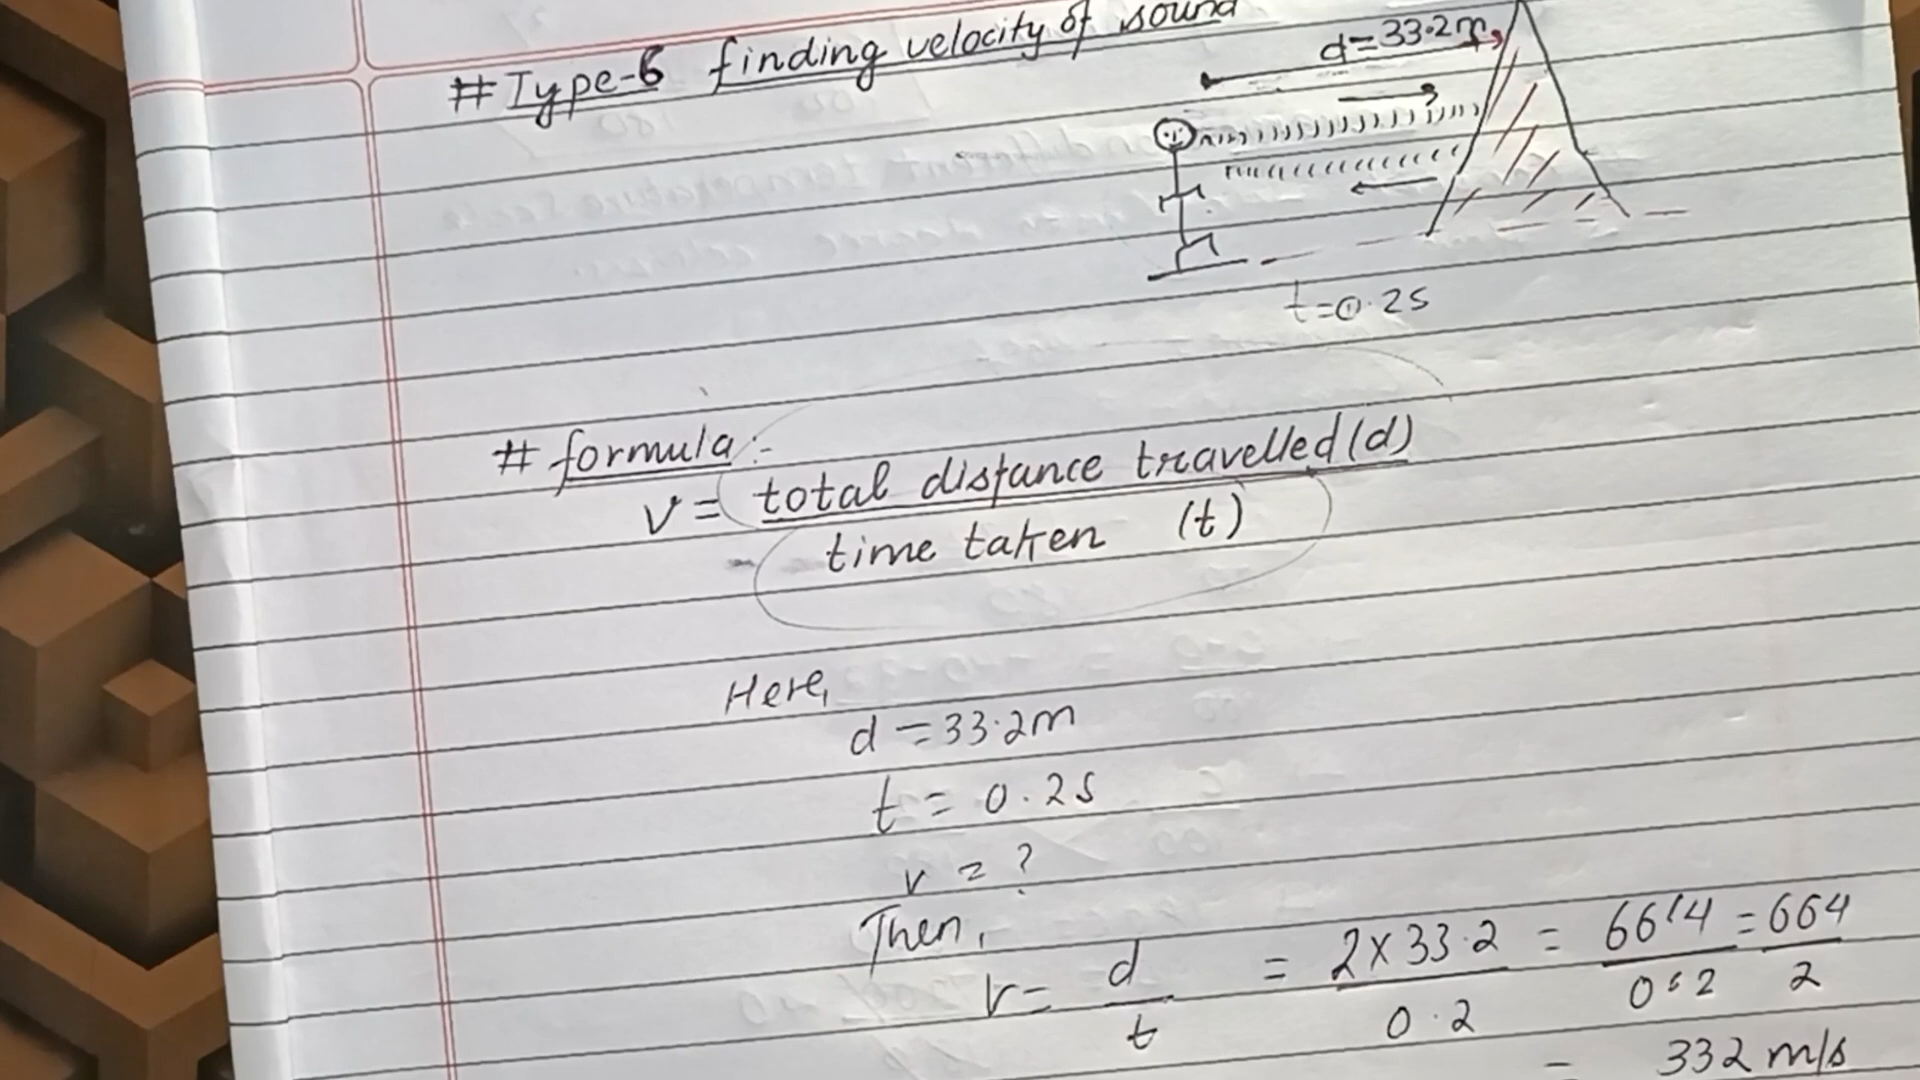 #Type-6 finding velocity of sound
d=33.2m
t=0.2s
# formula:-
v= total distance travelled(d)
time taken (t)
Here,
d=33.2m
t = 0.2s
v = ?
Then,
v= d = 2×33.2 = 66.4 = 664
t 0.2 0.2 2
= 332 m/s